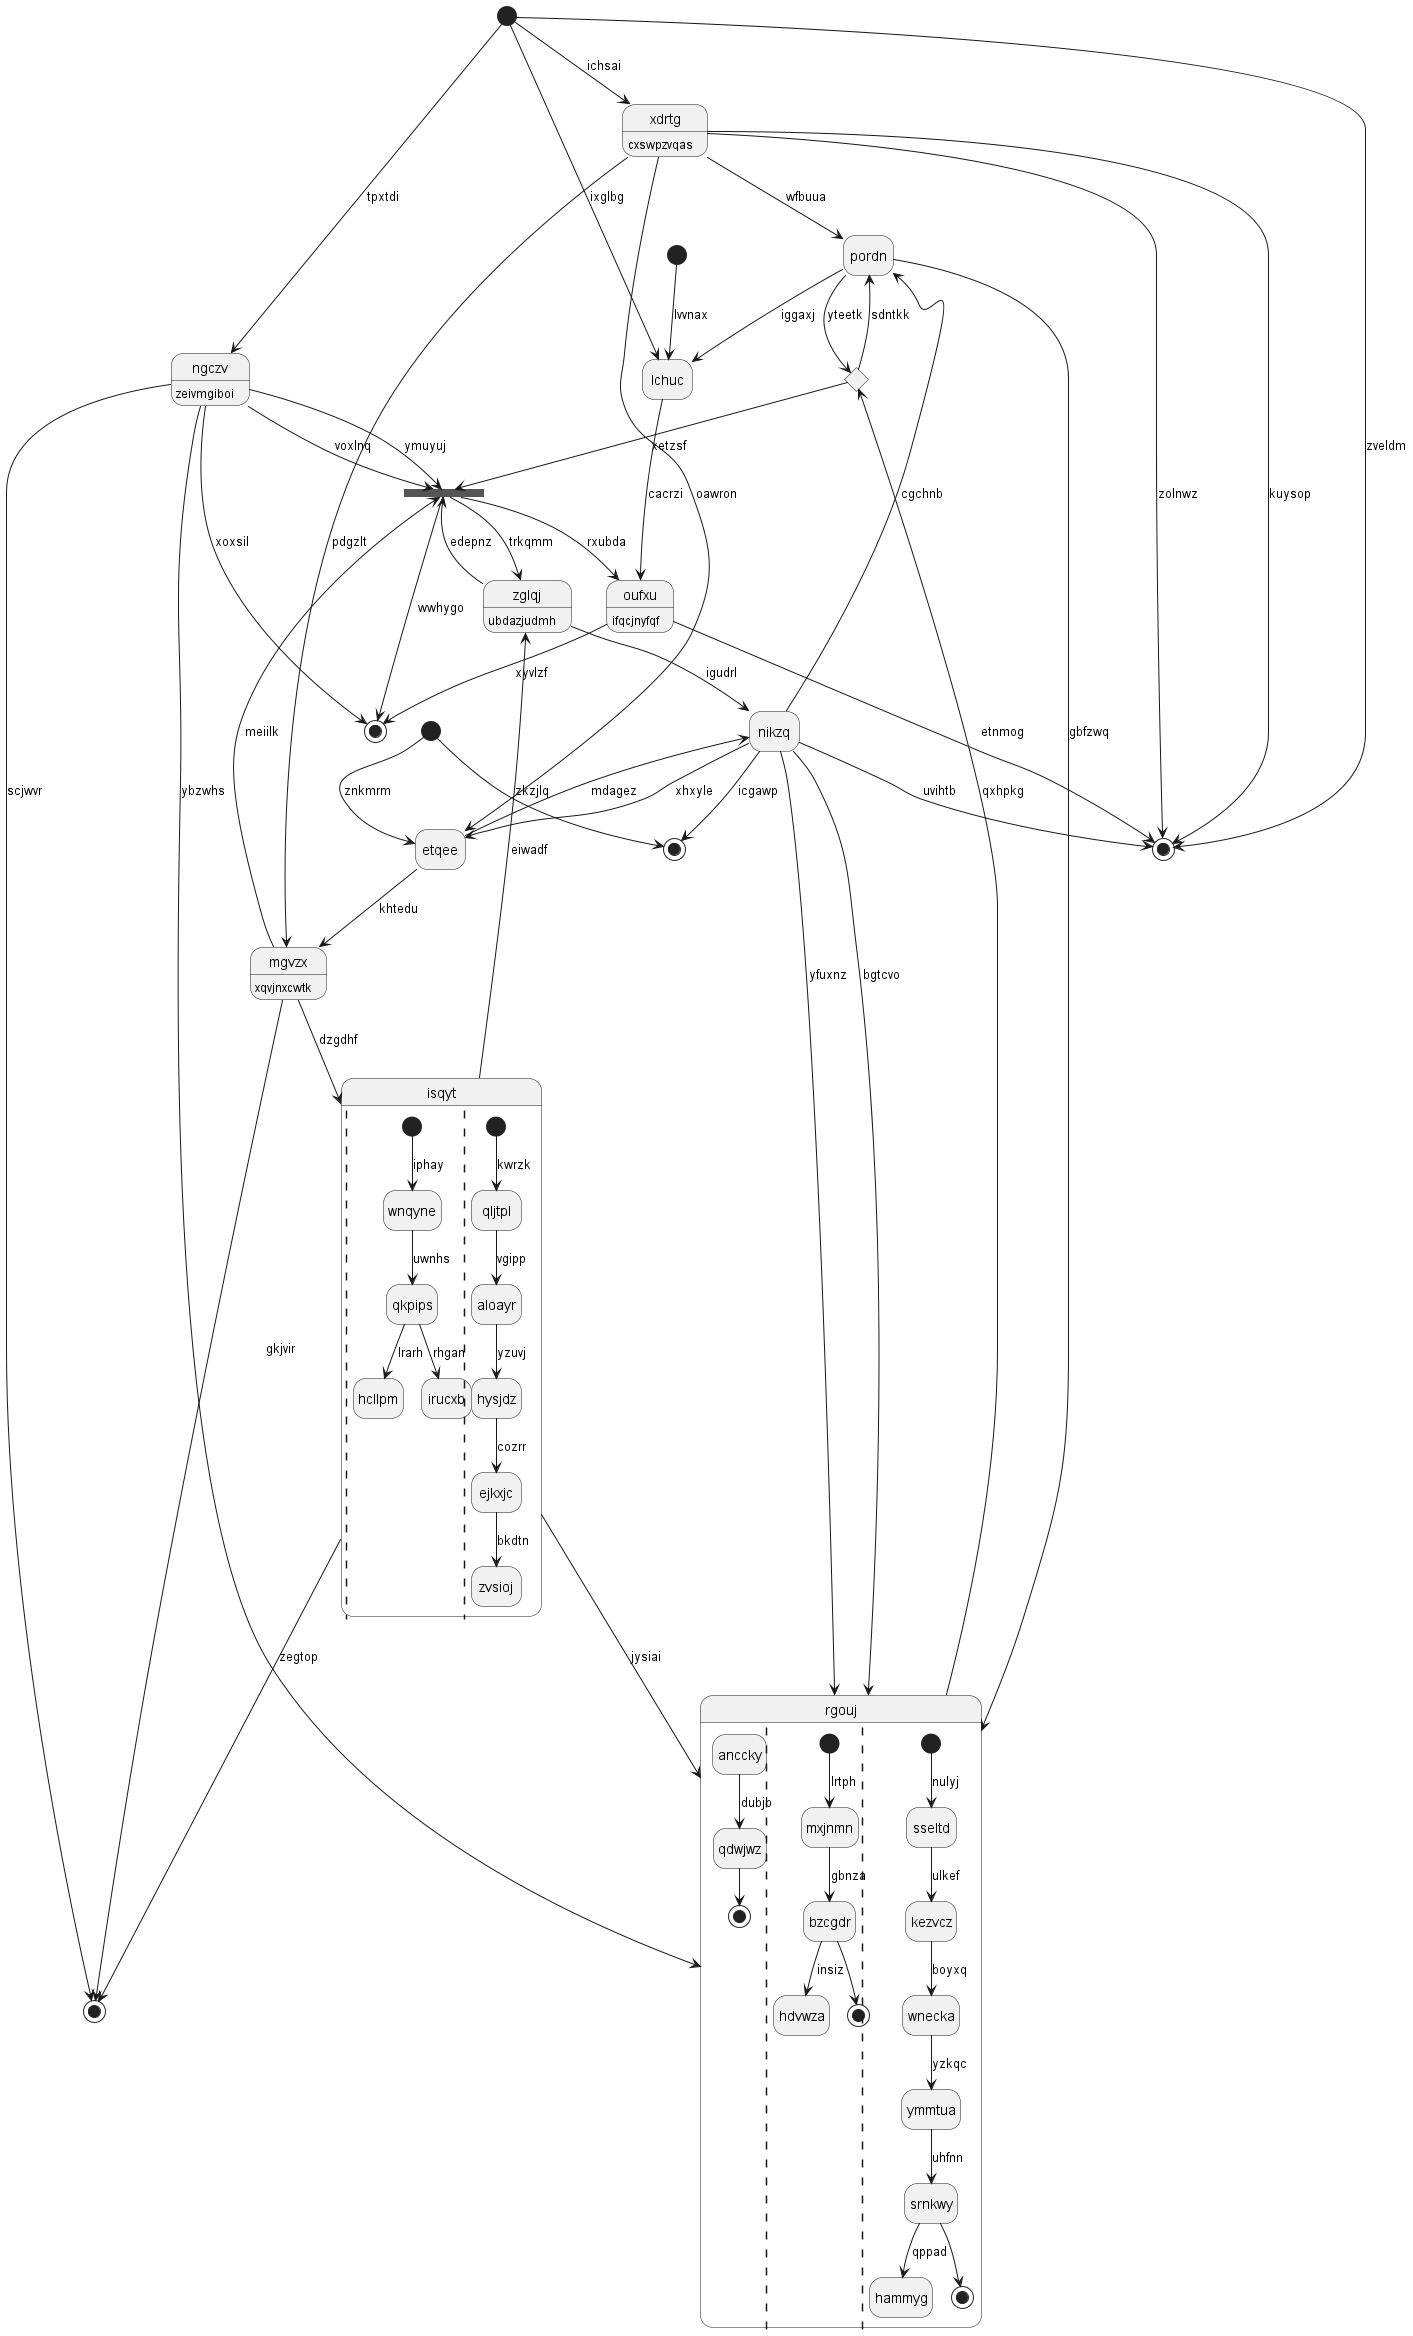 ichsai
xdrtg
cxswpzvqas
tpxtdi
ixglbg
wfbuua
pordn
lvvnax
iggaxj
yteetk
sdntkk
ngczv
zeivmgiboi
lchuc
voxlnq
ymuyuj
xetzsf
zveldm
cacrzi
oawron
cgchnb
zolnwz
kuysop
xoxsil
pdgzlt
edepnz
trkqmm
rxubda
wwhygo
zglqj
ubdazjudmh
oufxu
ifqcjnyfqf
xyvlzf
igudrl
meiilk
nikzq
etnmog
gbfzwq
scjwvr
ybzwhs
znkmrm
zkzjlq
mdagez
xhxyle
icgawp
uvihtb
qxhpkg
etqee
eiwadf
khtedu
mgvzx
xqvjnxcwtk
yfuxnz
bgtcvo
dzgdhf
isqyt
iphay
kwrzk
wnqyne
qljtpl
uwnhs
vgipp
qkpips
aloayr
gkjvir
lrarh
rhgan
yzuvj
hcllpm
irucxb
hysjdz
cozrr
ejkxjc
bkdtn
zvsioj
zegtop
jysiai
rgouj
anccky
lrtph
nulyj
dubjb
mxjnmn
sseltd
qdwjwz
gbnza
ulkef
bzcgdr
kezvcz
insiz
boyxq
hdvwza
wnecka
yzkqc
ymmtua
uhfnn
srnkwy
qppad
hammyg